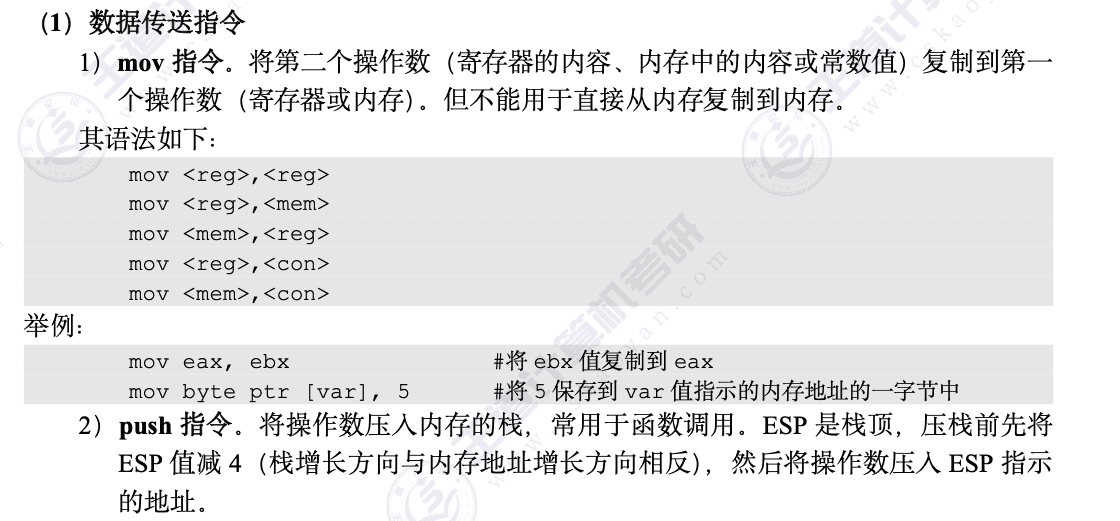 (1) 数据传送指令
1) mov 指令。将第二个操作数（寄存器的内容、内存中的内容或常数值）复制到第一
个操作数（寄存器或内存）。但不能用于直接从内存复制到内存。
其语法如下：
mov <reg>,<reg>
mov <reg>,<mem>
mov <mem>,<reg>
mov <reg>,<con>
mov <mem>,<con>
举例：
mov eax, ebx #将 ebx 值复制到 eax
mov byte ptr [var], 5 #将 5 保存到 var 值指示的内存地址的一字节中
2) push 指令。将操作数压入内存的栈，常用于函数调用。ESP 是栈顶，压栈前先将
ESP 值减 4（栈增长方向与内存地址增长方向相反），然后将操作数压入 ESP 指示
的地址。
王道计算机考研